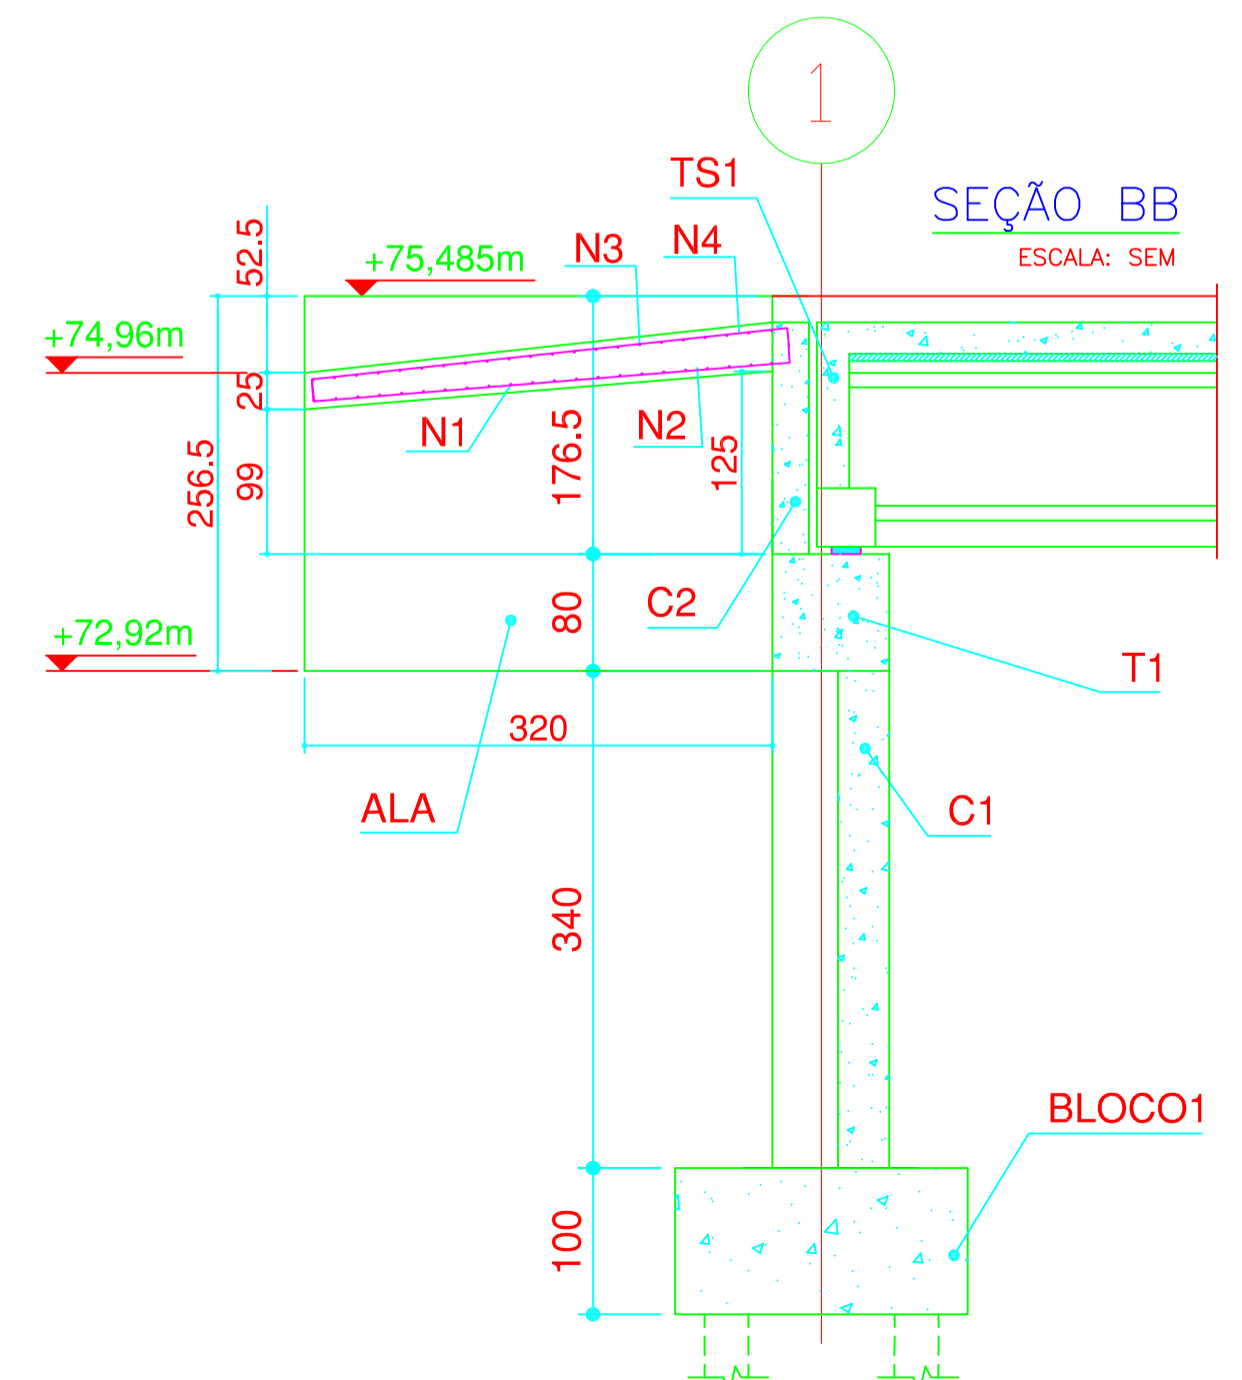 1
TS1
SEÇÃO BB
ESCALA: SEM
N3
N4
+75,485m
52.5
+74,96m
25
N1
N2
176.5
125
256.5
99
C2
80
+72,92m
T1
320
ALA
C1
340
BLOCO1
100